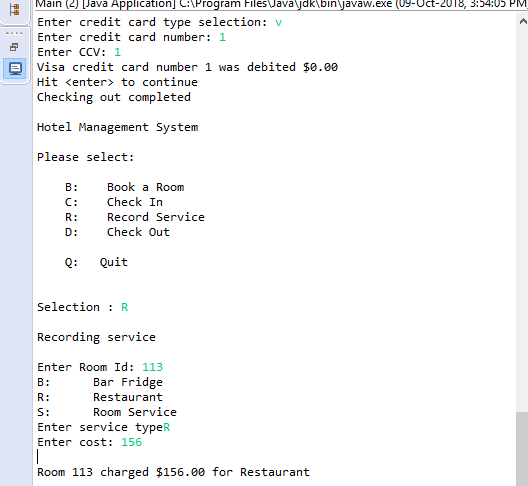 Main (2) [Java Application] C:\Program Files\Java\jdk\bin\javaw.exe (09-Oct-2018, 3:54:05 PM)
Enter credit card type selection: v
Enter credit card number: 1
Enter CCV: 1
Visa credit card number 1 was debited $0.00
Hit <enter> to continue
Checking out completed
Hotel Management System
Please select:
B: Book a Room
C: Check In
R: Record Service
D: Check Out
Q: Quit
Selection : R
Recording service
Enter Room Id: 113
B: Bar Fridge
R: Restaurant
S: Room Service
Enter service typeR
Enter cost: 156
Room 113 charged $156.00 for Restaurant